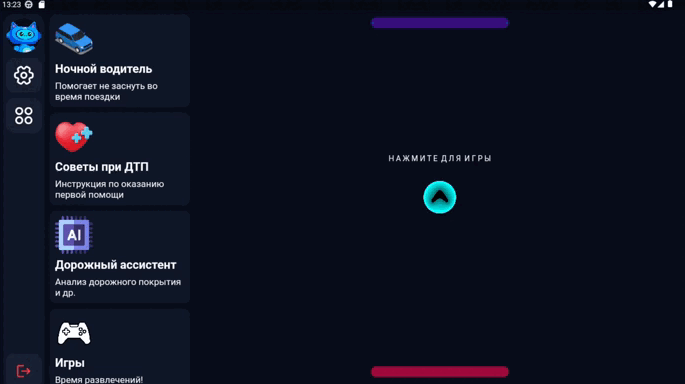 13:23
Ночной водитель
Помогает не заснуть во
время поездки
Советы при ДТП
Инструкция по оказанию
первой помощи
AI
Дорожный ассистент
Анализ дорожного покрытия
и др.
Игры
Время развлечений!
НАЖМИТЕ ДЛЯ ИГРЫ